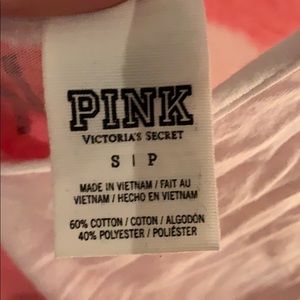 PINK
VICTORIA'S SECRET
S | P
MADE IN VIETNAM / FAIT AU
VIETNAM / HECHO EN VIETNAM
60% COTTON / COTON / ALGODÓN
40% POLYESTER / POLIÉSTER